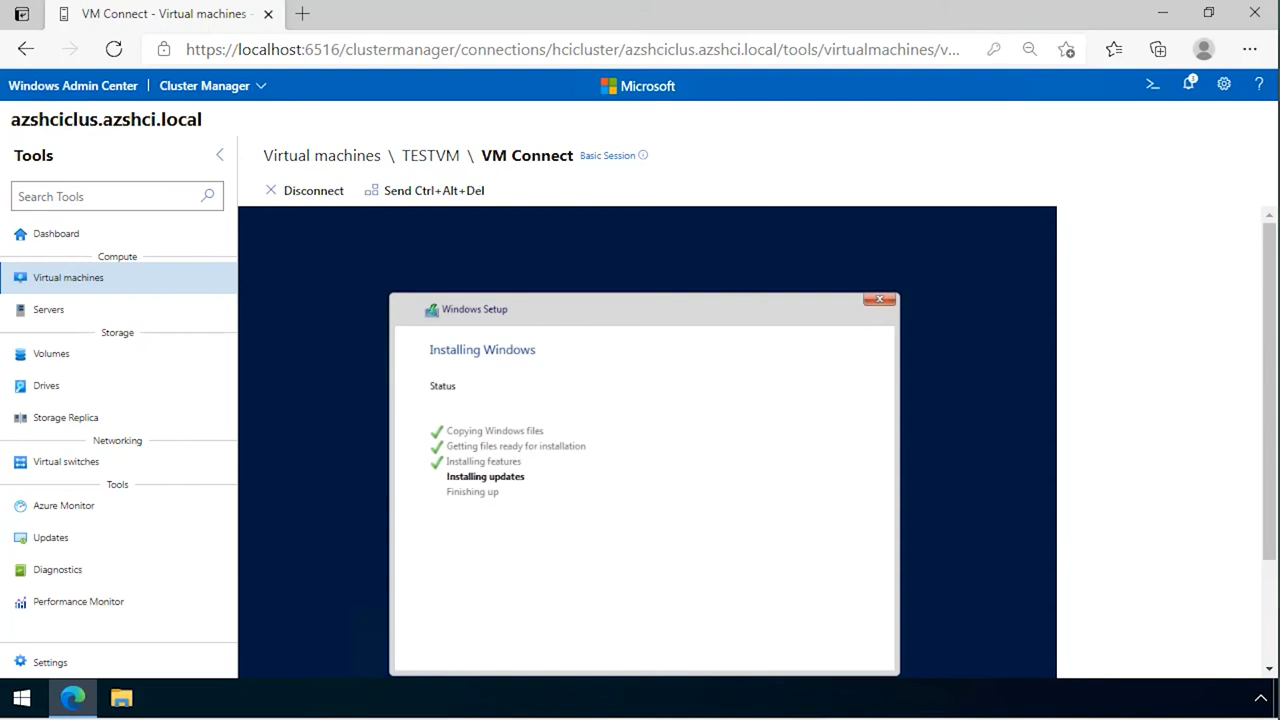 VM Connect - Virtual machines -
https://localhost:6516/clustermanager/connections/hcicluster/azshciclus.azshci.local/tools/virtualmachines/v...
Windows Admin Center | Cluster Manager
Microsoft
1
?
azshciclus.azshci.local
Tools
Virtual machines \ TESTVM \ VM Connect Basic Session
Search Tools
Disconnect
Send Ctrl+Alt+Del
Dashboard
Compute
Virtual machines
Servers
Storage
Volumes
Drives
Storage Replica
Networking
Virtual switches
Tools
Azure Monitor
Updates
Diagnostics
Performance Monitor
Settings
Windows Setup
Installing Windows
Status
Copying Windows files
Getting files ready for installation
Installing features
Installing updates
Finishing up